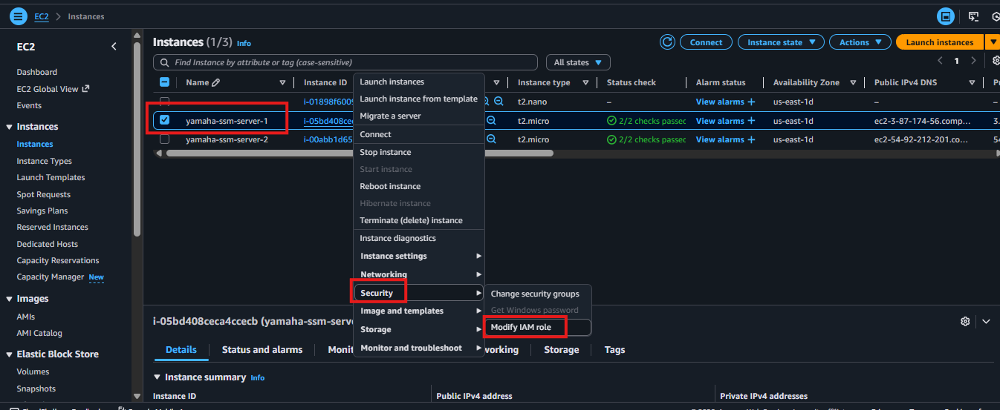 EC2 > Instances
EC2
Dashboard
EC2 Global View
Events
Instances
Instances
Instance Types
Launch Templates
Spot Requests
Savings Plans
Reserved Instances
Dedicated Hosts
Capacity Reservations
Capacity Manager New
Images
AMIs
AMI Catalog
Elastic Block Store
Volumes
Snapshots
Instances (1/3) Info
Connect
Instance state
Actions
Launch instances
Find Instance by attribute or tag (case-sensitive)
All states
1
Name Instance ID Instance type Status check Alarm status Availability Zone Public IPv4 DNS
i-01898f6009 t2.nano – View alarms + us-east-1d –
yamaha-ssm-server-1 i-05bd408cec t2.micro 2/2 checks passed View alarms + us-east-1d ec2-3-87-174-56.comp... 3.
yamaha-ssm-server-2 i-00abb1d65 t2.micro 2/2 checks passed View alarms + us-east-1d ec2-54-92-212-201.co... 54
Launch instances
Launch instance from template
Migrate a server
Connect
Stop instance
Start instance
Reboot instance
Hibernate instance
Terminate (delete) instance
Instance diagnostics
Instance settings
Networking
Security
Image and templates
Storage
Monitor and troubleshoot
Change security groups
Get Windows password
Modify IAM role
i-05bd408ceca4ccecb (yamaha-ssm-serve
Details
Status and alarms
Monit
working
Storage
Tags
Instance summary Info
Instance ID
Public IPv4 address
Private IPv4 addresses